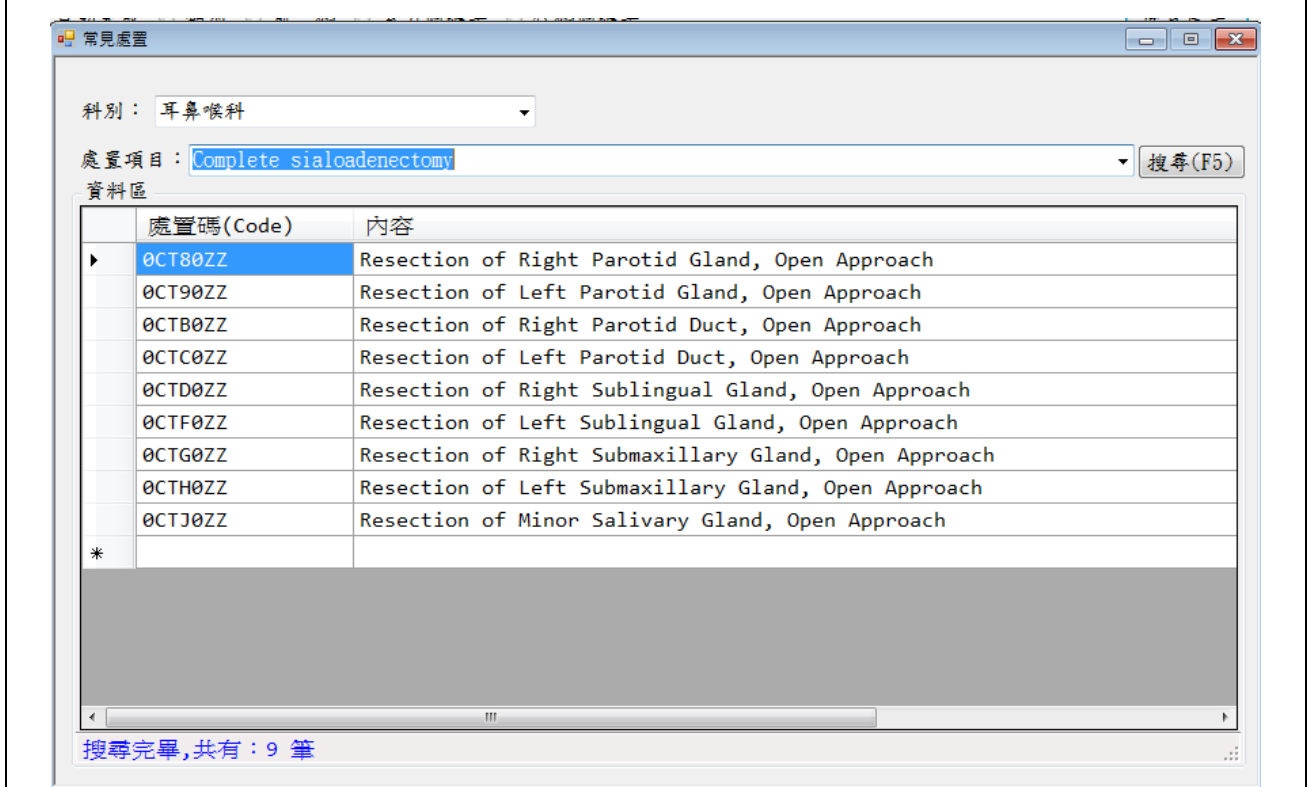 常見處置
科別： 耳鼻喉科
處置項目：Complete sialoadenectomy 搜尋(F5)
資料區
處置碼(Code) 內容
0CT80ZZ Resection of Right Parotid Gland, Open Approach
0CT90ZZ Resection of Left Parotid Gland, Open Approach
0CTB0ZZ Resection of Right Parotid Duct, Open Approach
0CTC0ZZ Resection of Left Parotid Duct, Open Approach
0CTD0ZZ Resection of Right Sublingual Gland, Open Approach
0CTF0ZZ Resection of Left Sublingual Gland, Open Approach
0CTG0ZZ Resection of Right Submaxillary Gland, Open Approach
0CTH0ZZ Resection of Left Submaxillary Gland, Open Approach
0CTJ0ZZ Resection of Minor Salivary Gland, Open Approach
*
搜尋完畢,共有：9 筆